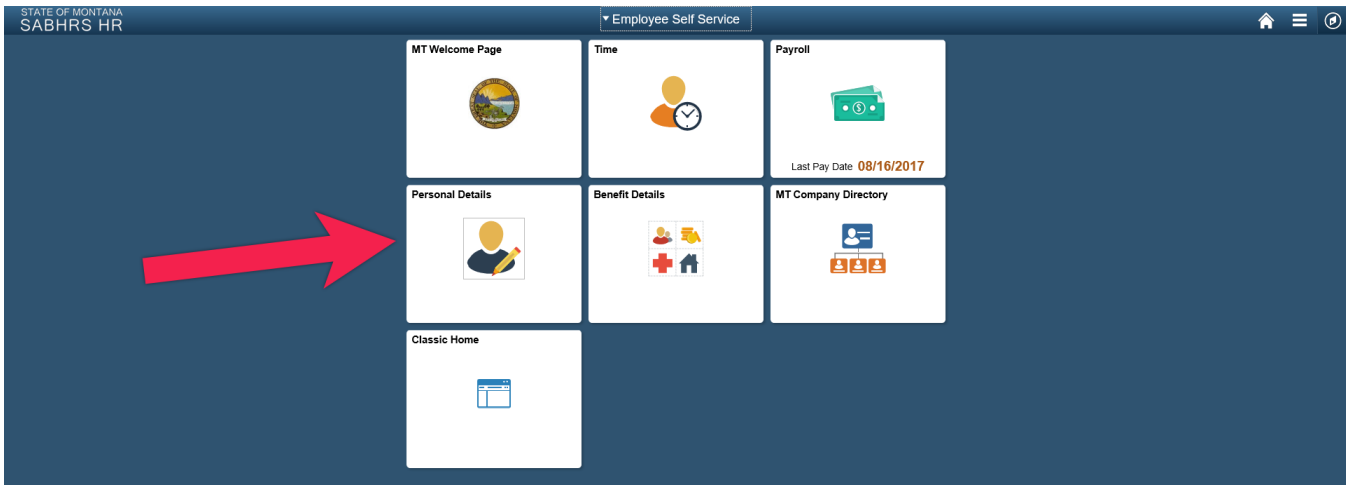 STATE OF MONTANA
SABHRS HR
Employee Self Service
MT Welcome Page
Time
Payroll
Last Pay Date 08/16/2017
Personal Details
Benefit Details
MT Company Directory
Classic Home